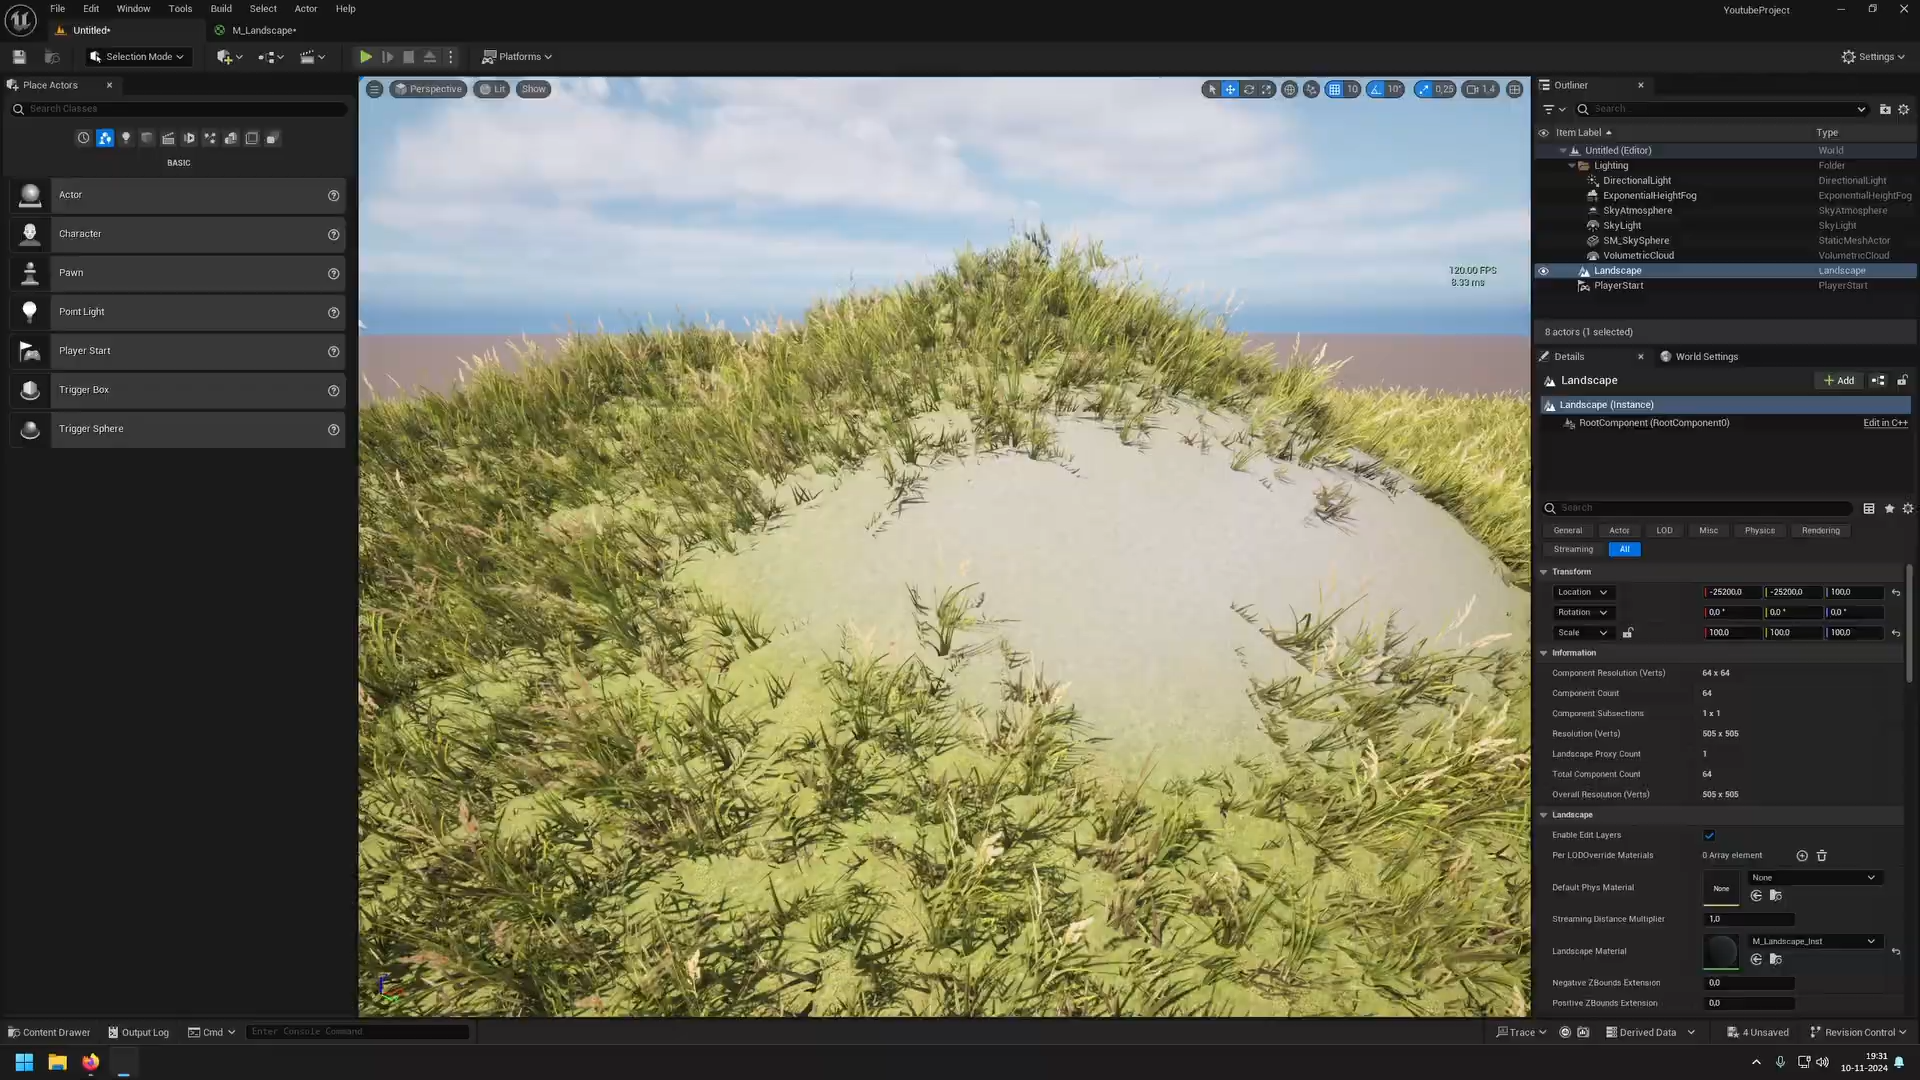 File Edit Window Tools Build Select Actor Help
YoutubeProject
Untitled*
M_Landscape*
Selection Mode
Platforms
Settings
Place Actors
Search Classes
BASIC
Actor
Character
Pawn
Point Light
Player Start
Trigger Box
Trigger Sphere
Perspective
Lit
Show
10
10°
0,25
1,4
120.00 FPS
8.33 ms
Outliner
Search...
Item Label
Type
Untitled (Editor) World
Lighting Folder
DirectionalLight DirectionalLight
ExponentialHeightFog ExponentialHeightFog
SkyAtmosphere SkyAtmosphere
SkyLight SkyLight
SM_SkySphere StaticMeshActor
VolumetricCloud VolumetricCloud
Landscape Landscape
PlayerStart PlayerStart
8 actors (1 selected)
Details
World Settings
Landscape
Add
Landscape (Instance)
RootComponent (RootComponent0) Edit in C++
Search
General Actor LOD Misc Physics Rendering
Streaming All
Transform
Location -25200,0 -25200,0 100,0
Rotation 0,0 ° 0,0 ° 0,0 °
Scale 100,0 100,0 100,0
Information
Component Resolution (Verts) 64 x 64
Component Count 64
Component Subsections 1 x 1
Resolution (Verts) 505 x 505
Landscape Proxy Count 1
Total Component Count 64
Overall Resolution (Verts) 505 x 505
Landscape
Enable Edit Layers
Per LODOverride Materials 0 Array element
Default Phys Material None None
Streaming Distance Multiplier 1,0
Landscape Material M_Landscape_Inst
Negative ZBounds Extension 0,0
Positive ZBounds Extension 0,0
Content Drawer
Output Log
Cmd
Enter Console Command
Trace
Derived Data
4 Unsaved
Revision Control
19:31
10-11-2024